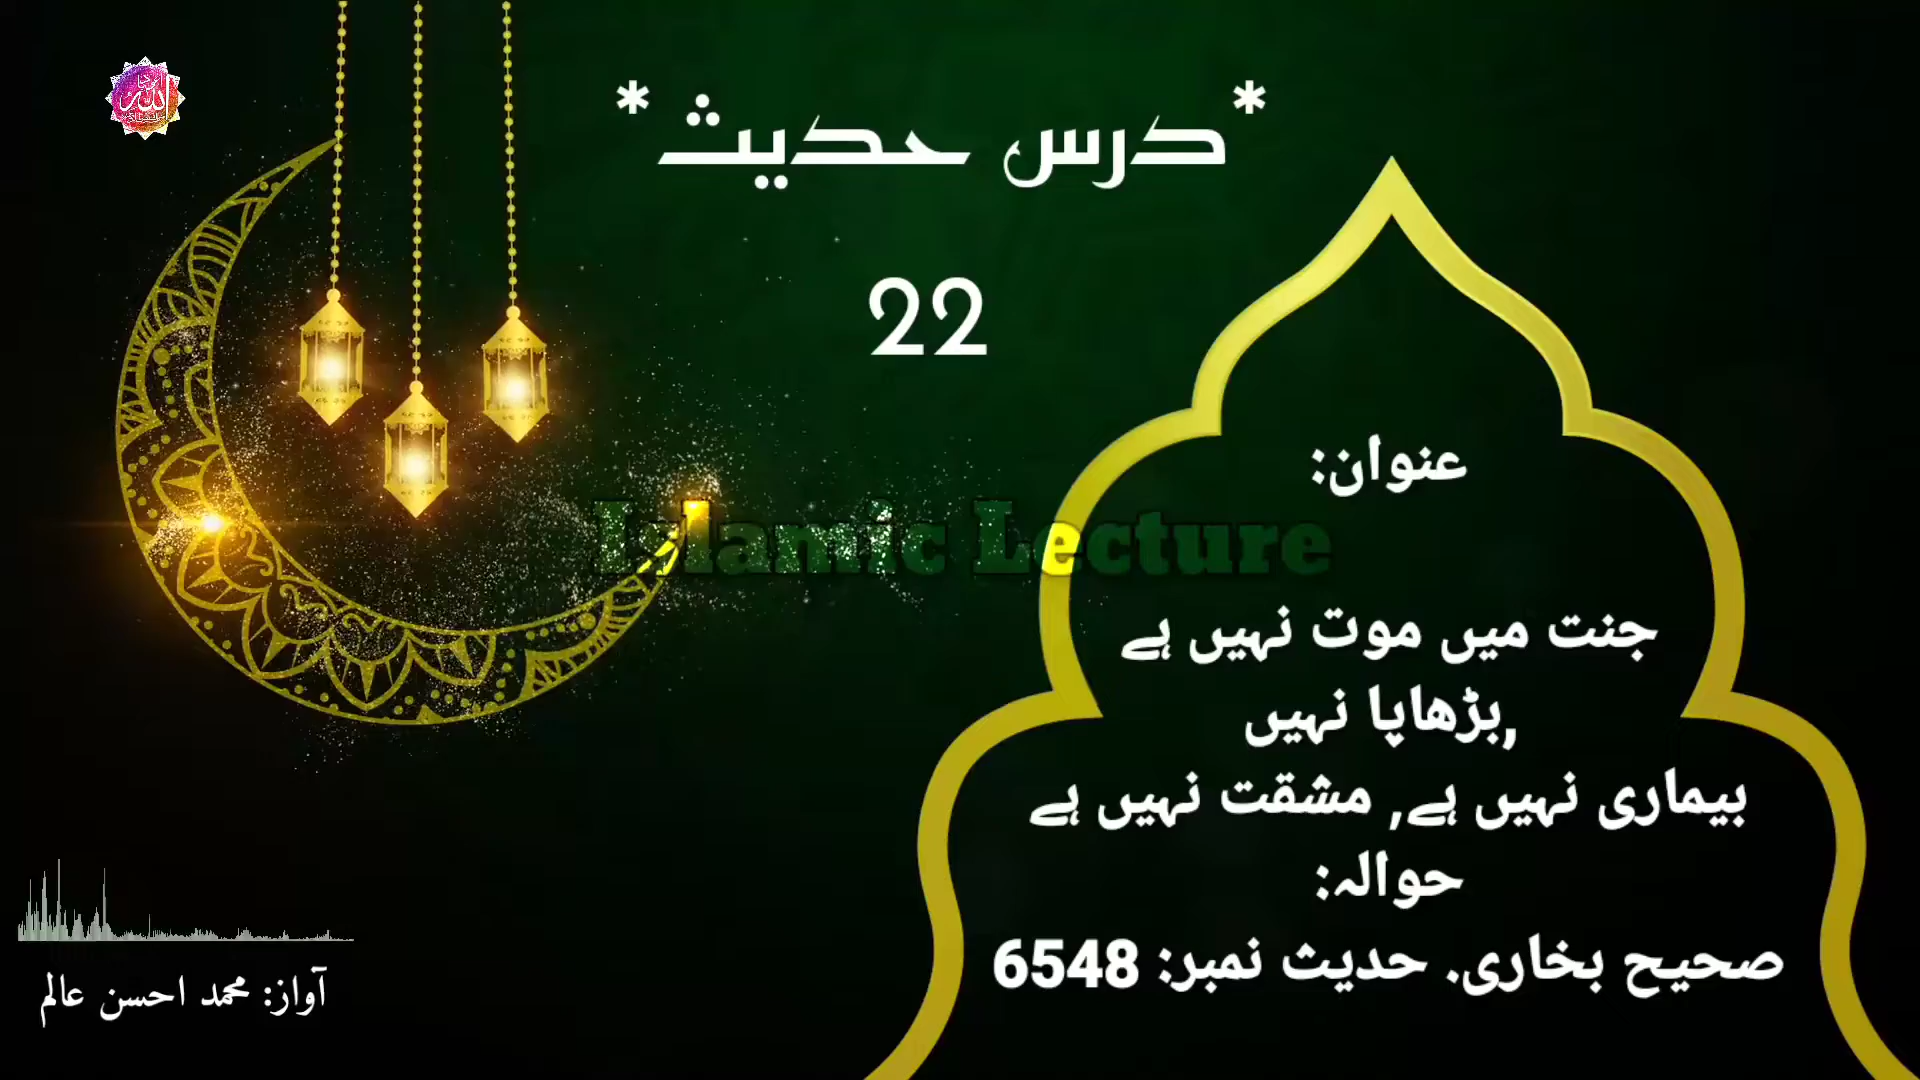 *درس حدیث*
22
عنوان:
جنت میں موت نہیں ہے
,بڑھاپا نہیں
بیماری نہیں ہے, مشقت نہیں ہے
حوالہ:
صحیح بخاری. حدیث نمبر: 6548
Islamic Lecture
آواز: محمد احسن عالم